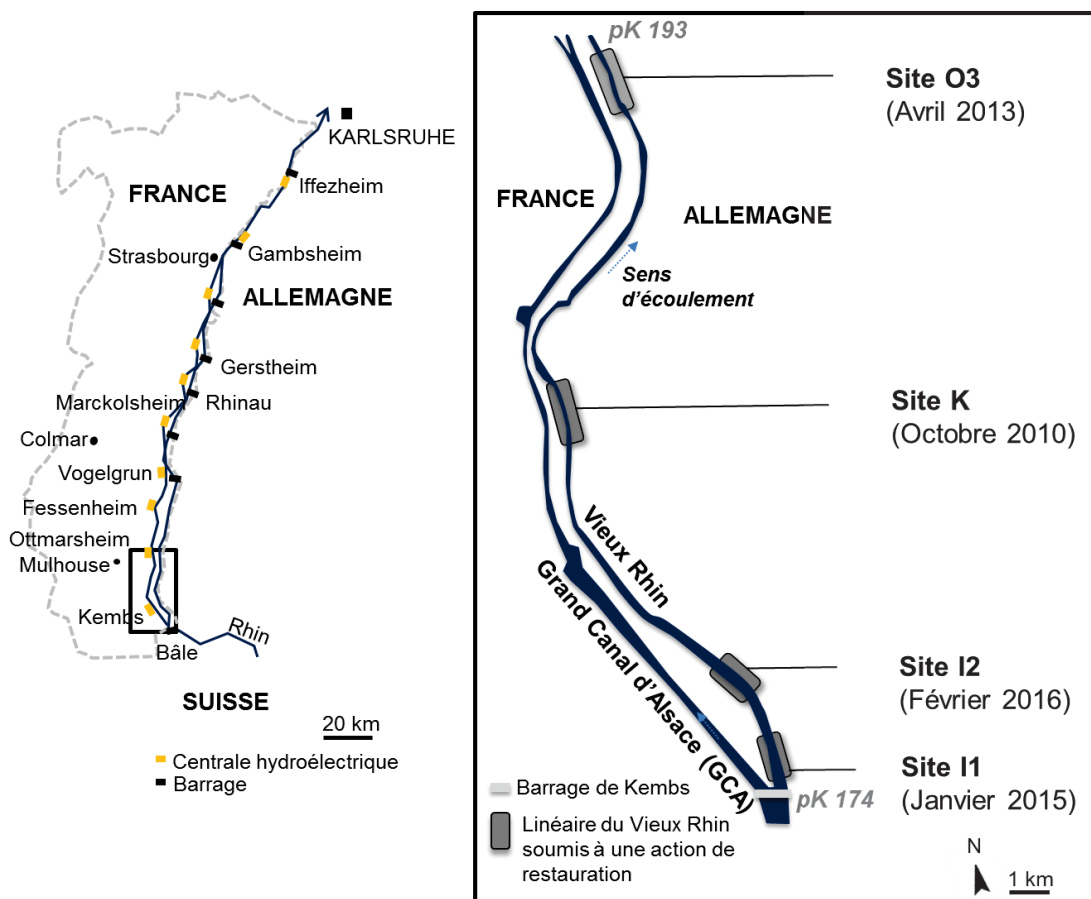 KARLSRUHE
FRANCE
Iffezheim
Strasbourg
Gambsheim
ALLEMAGNE
Gerstheim
Marckolsheim
Rhinau
Colmar
Vogelgrun
Fessenheim
Ottmarsheim
Mulhouse
Kembs
Rhin
Bâle
SUISSE
20 km
Centrale hydroélectrique
Barrage
pK 193
Site O3
(Avril 2013)
FRANCE
ALLEMAGNE
Sens
d'écoulement
Site K
(Octobre 2010)
Vieux Rhin
Grand Canal d'Alsace (GCA)
Site I2
(Février 2016)
Site I1
(Janvier 2015)
Barrage de Kembs
pK 174
Linéaire du Vieux Rhin
soumis à une action de
restauration
N
1 km